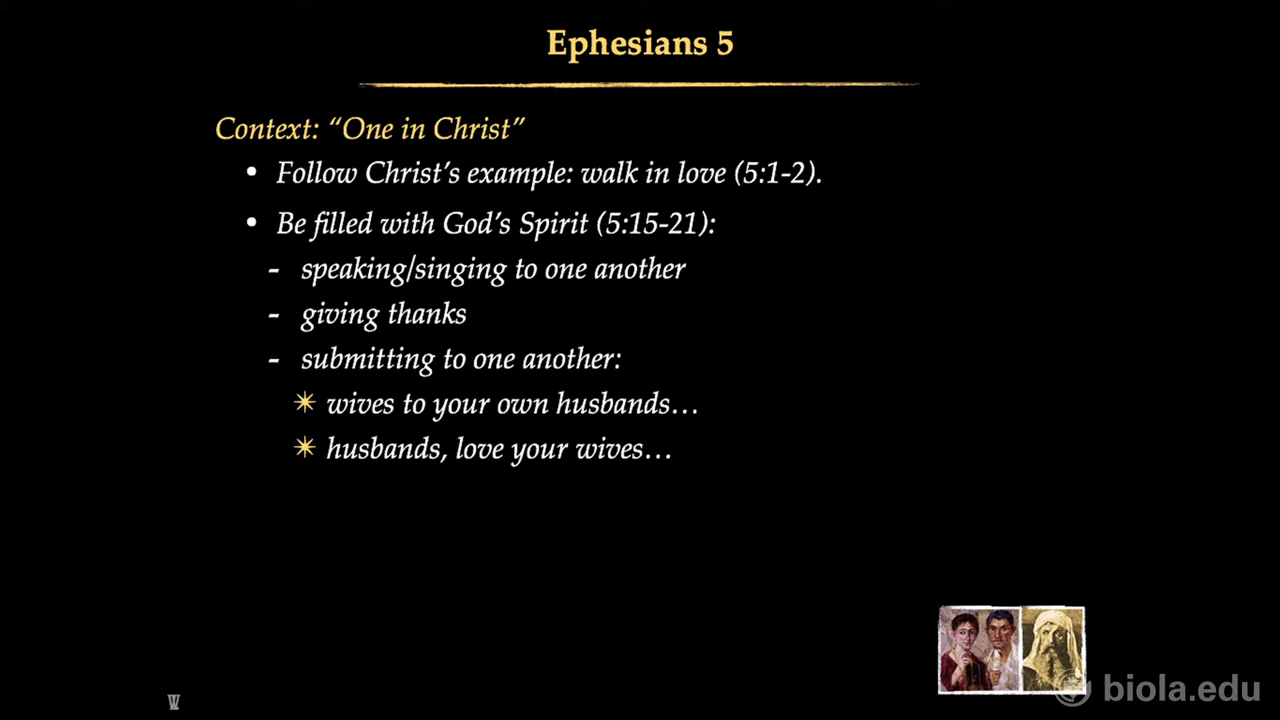 Ephesians 5
Context: “One in Christ”
• Follow Christ’s example: walk in love (5:1-2).
• Be filled with God’s Spirit (5:15-21):
- speaking/singing to one another
- giving thanks
- submitting to one another:
✴ wives to your own husbands…
✴ husbands, love your wives…
biola.edu